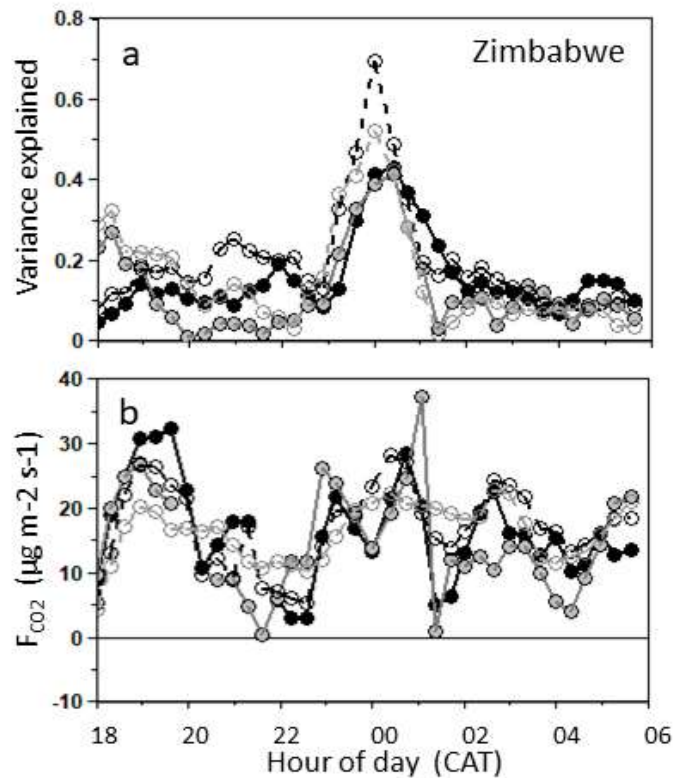 0.8
a Zimbabwe
0.6
0.4
0.2
0
Variance explained
40
b
30
20
10
0
-10
F_CO2 (µg m-2 s-1)
18 20 22 00 02 04 06
Hour of day (CAT)